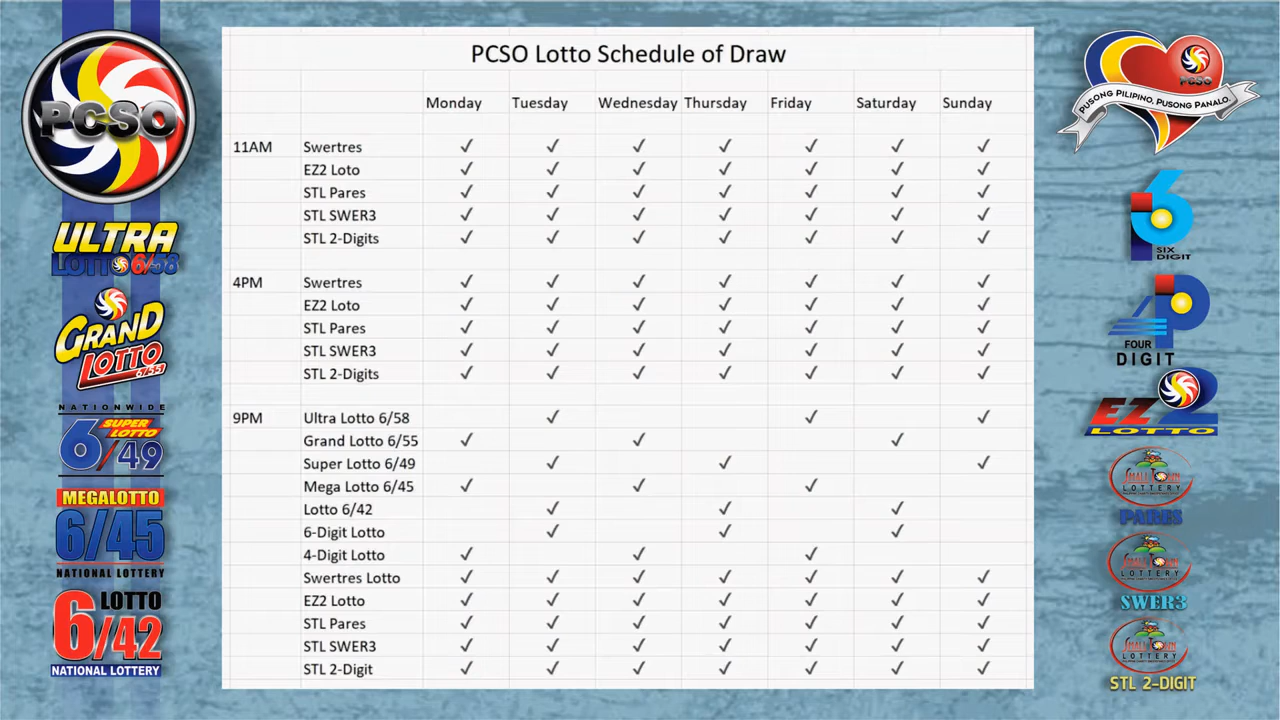 PCSO Lotto Schedule of Draw
Monday Tuesday Wednesday Thursday Friday Saturday Sunday
11AM Swertres ✓ ✓ ✓ ✓ ✓ ✓ ✓
EZ2 Loto ✓ ✓ ✓ ✓ ✓ ✓ ✓
STL Pares ✓ ✓ ✓ ✓ ✓ ✓ ✓
STL SWER3 ✓ ✓ ✓ ✓ ✓ ✓ ✓
STL 2-Digits ✓ ✓ ✓ ✓ ✓ ✓ ✓
4PM Swertres ✓ ✓ ✓ ✓ ✓ ✓ ✓
EZ2 Loto ✓ ✓ ✓ ✓ ✓ ✓ ✓
STL Pares ✓ ✓ ✓ ✓ ✓ ✓ ✓
STL SWER3 ✓ ✓ ✓ ✓ ✓ ✓ ✓
STL 2-Digits ✓ ✓ ✓ ✓ ✓ ✓ ✓
9PM Ultra Lotto 6/58 ✓ ✓ ✓
Grand Lotto 6/55 ✓ ✓ ✓
Super Lotto 6/49 ✓ ✓ ✓
Mega Lotto 6/45 ✓ ✓ ✓
Lotto 6/42 ✓ ✓ ✓
6-Digit Lotto ✓ ✓ ✓
4-Digit Lotto ✓ ✓ ✓
Swertres Lotto ✓ ✓ ✓ ✓ ✓ ✓ ✓
EZ2 Lotto ✓ ✓ ✓ ✓ ✓ ✓ ✓
STL Pares ✓ ✓ ✓ ✓ ✓ ✓ ✓
STL SWER3 ✓ ✓ ✓ ✓ ✓ ✓ ✓
STL 2-Digit ✓ ✓ ✓ ✓ ✓ ✓
PCSO
ULTRA
LOTTO 6/58
GRAND
LOTTO
6/55
NATIONWIDE
SUPER
LOTTO
6/49
MEGALOTTO
6/45
NATIONAL LOTTERY
LOTTO
6/42
NATIONAL LOTTERY
PCSO
PUSONG PILIPINO, PUSONG PANALO.
6
SIX
DIGIT
4P
FOUR
DIGIT
EZ2
LOTTO
SMALL TOWN
LOTTERY
PARES
SMALL TOWN
LOTTERY
SWER3
SMALL TOWN
LOTTERY
STL 2-DIGIT